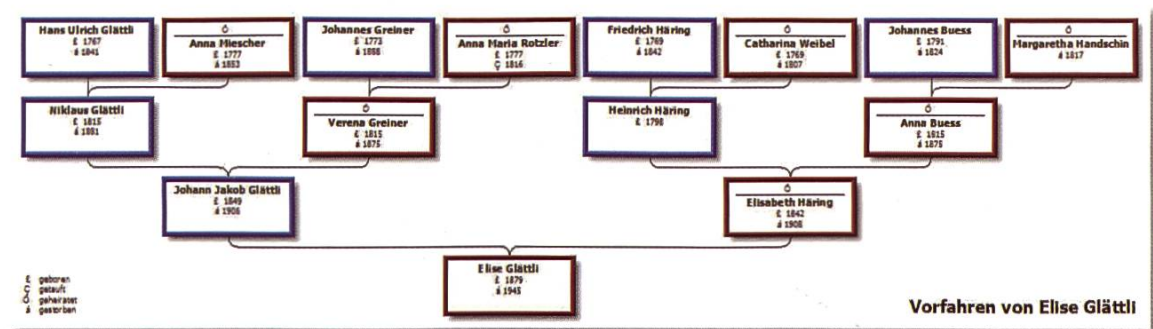 Hans Ulrich Glättli
£ 1767
á 1841
Ó
Anna Miescher
£ 1777
á 1853
Johannes Greiner
£ 1773
á 1855
Ó
Anna Maria Rotzler
£ 1777
Ç 1816
Friedrich Häring
£ 1769
á 1842
Ó
Catharina Weibel
£ 1769
á 1807
Johannes Buess
£ 1791
á 1824
Ó
Margaretha Handschin
á 1817
Niklaus Glättli
£ 1815
á 1881
Ó
Verena Greiner
£ 1815
á 1875
Heinrich Häring
£ 1798
Ó
Anna Buess
£ 1815
á 1875
Johann Jakob Glättli
£ 1849
á 1908
Ó
Elisabeth Häring
£ 1842
á 1908
Elise Glättli
£ 1879
á 1945
£ geboren
Ç getauft
Ó geheiratet
á gestorben
Vorfahren von Elise Glättli